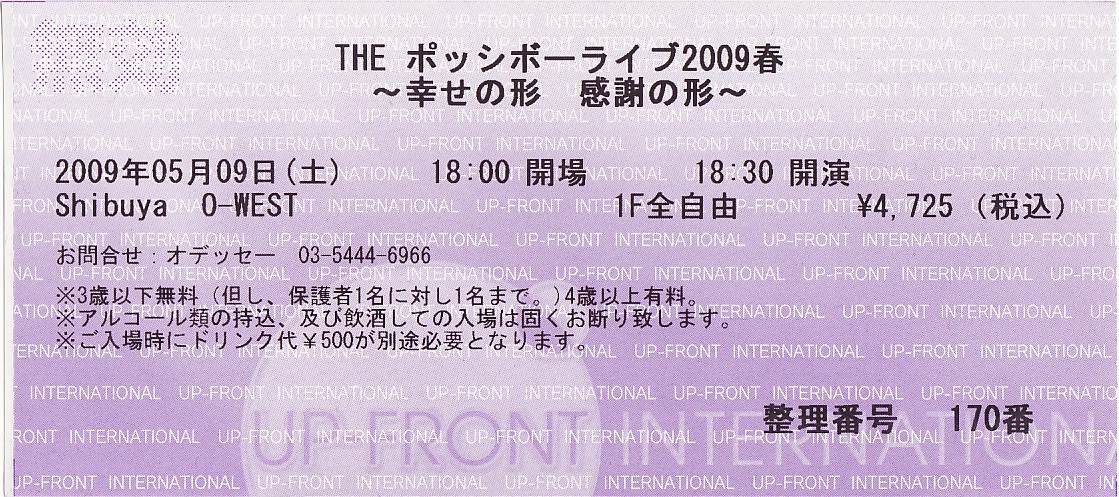 THE ポッシボーライブ2009春
～幸せの形　感謝の形～
2009年05月09日(土)　18:00 開場　18:30 開演
Shibuya O-WEST　1F全自由　¥4,725 (税込)
お問合せ：オデッセー　03-5444-6966
※3歳以下無料（但し、保護者1名に対し1名まで。）4歳以上有料。
※アルコール類の持込、及び飲酒しての入場は固くお断り致します。
※ご入場時にドリンク代￥500が別途必要となります。
UP-FRONT INTERNATIONAL
整理番号　170番